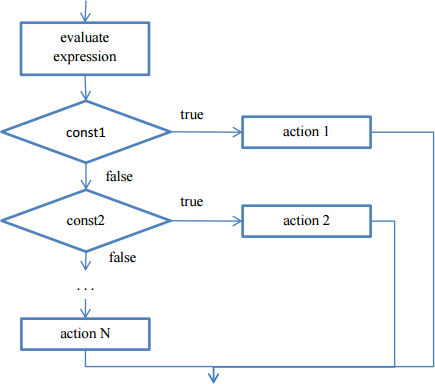 evaluate
expression
true
const1
action 1
false
true
const2
action 2
false
. . .
action N